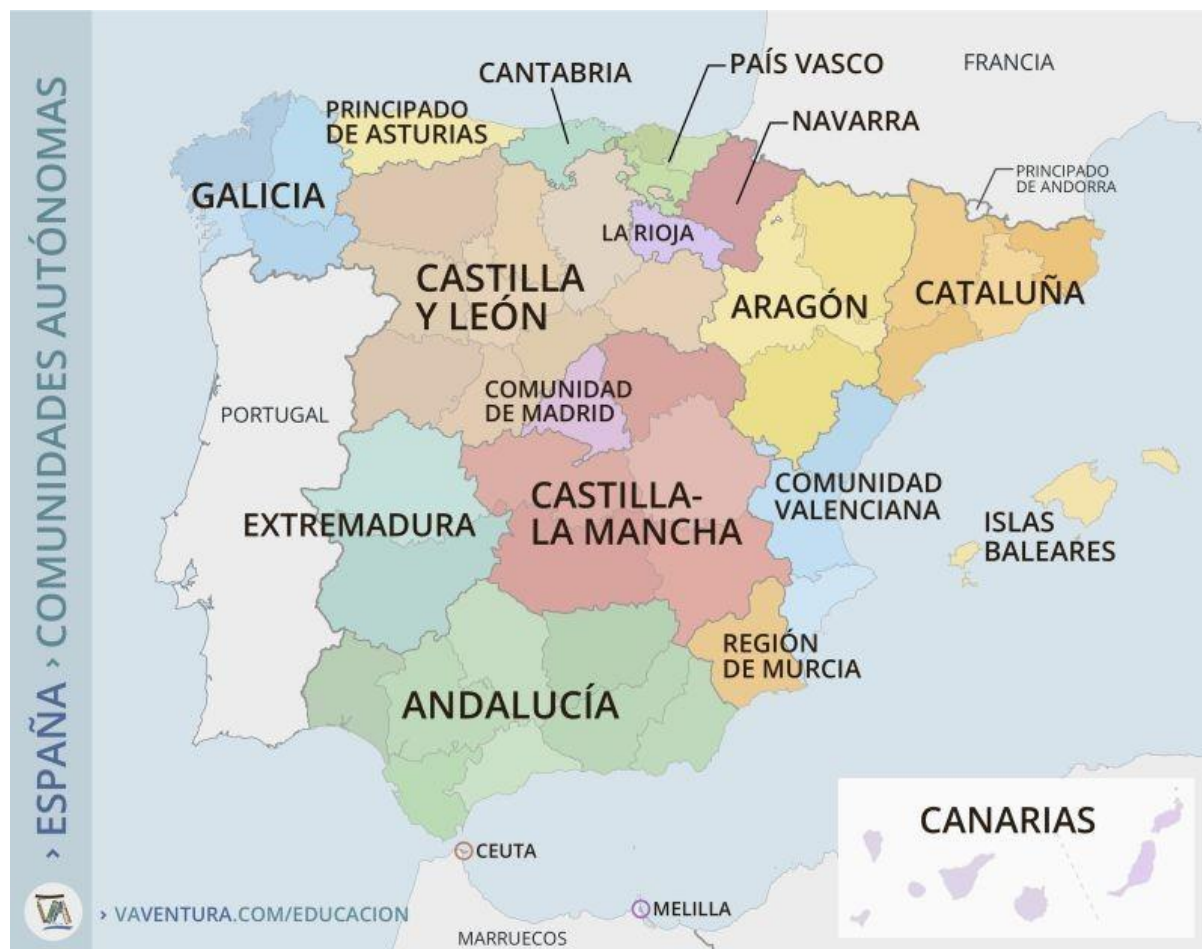 › ESPAÑA › COMUNIDADES AUTÓNOMAS
CANTABRIA
PAÍS VASCO
FRANCIA
PRINCIPADO
DE ASTURIAS
NAVARRA
PRINCIPADO
DE ANDORRA
GALICIA
LA RIOJA
CASTILLA
Y LEÓN
ARAGÓN
CATALUÑA
COMUNIDAD
DE MADRID
PORTUGAL
EXTREMADURA
CASTILLA-
LA MANCHA
COMUNIDAD
VALENCIANA
ISLAS
BALEARES
REGIÓN
DE MURCIA
ANDALUCÍA
CANARIAS
CEUTA
MELILLA
MARRUECOS
› VAVENTURA.COM/EDUCACION